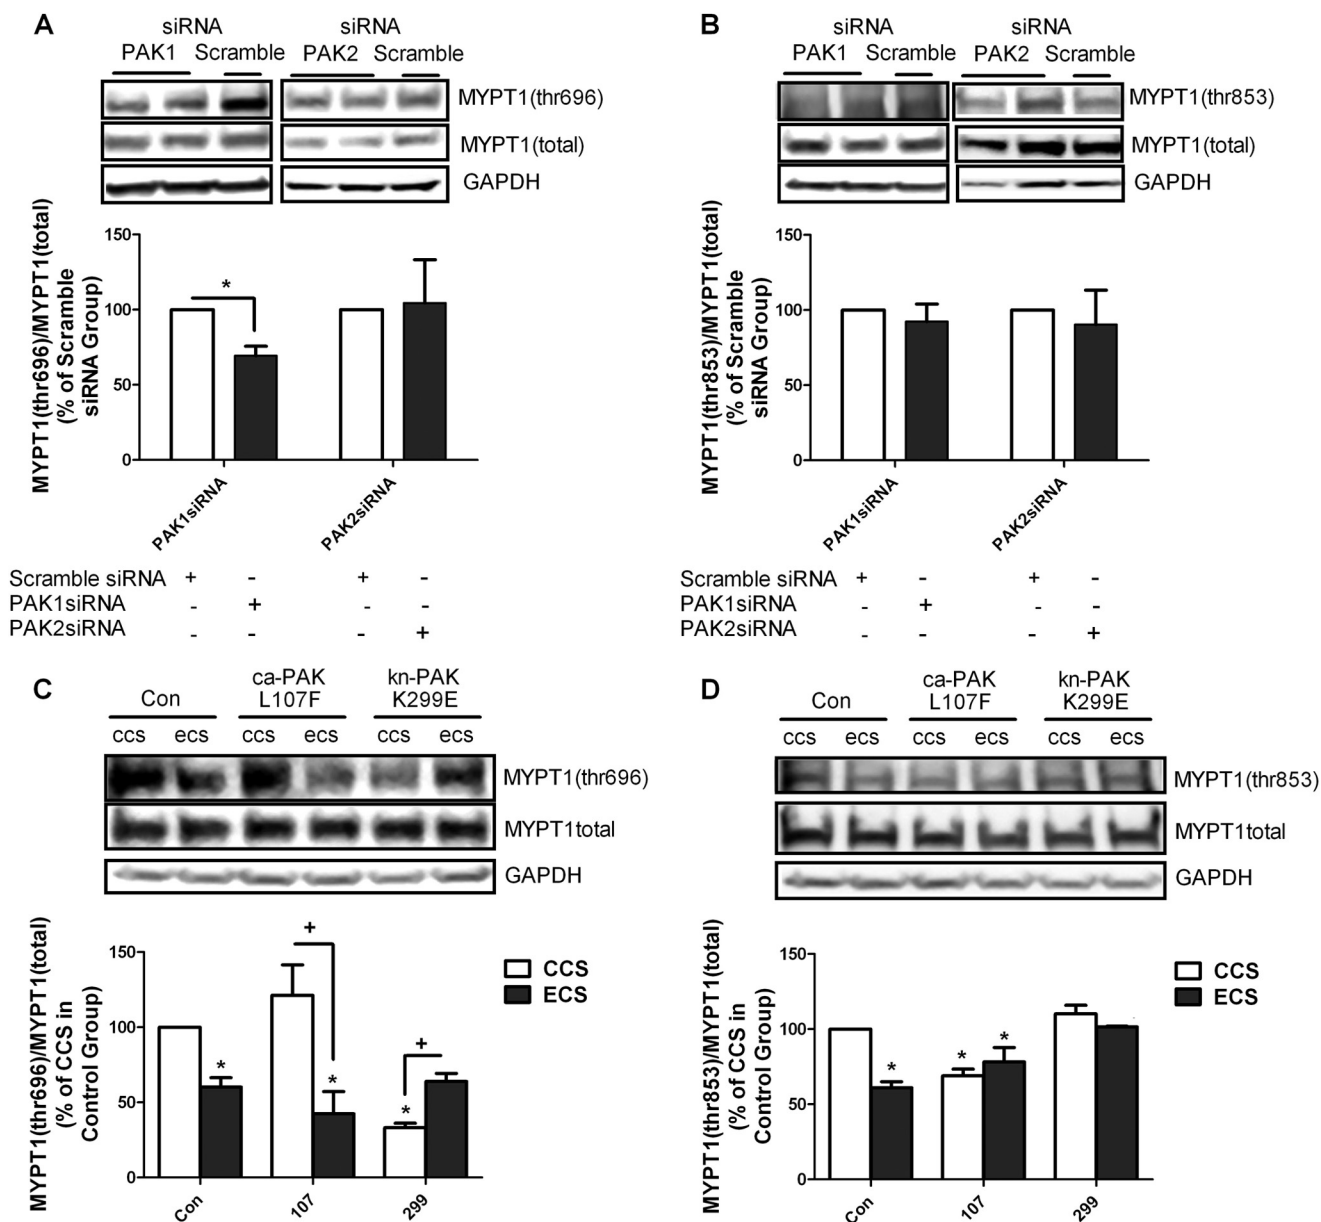 A
siRNA
siRNA
PAK1 Scramble
PAK2 Scramble
MYPT1(thr696)
MYPT1(total)
GAPDH
MYPT1(thr696)/MYPT1(total)
(% of Scramble
siRNA Group)
150
100
50
0
*
PAK1siRNA
PAK2siRNA
Scramble siRNA + - + -
PAK1siRNA - + - -
PAK2siRNA - - - +
B
siRNA
siRNA
PAK1 Scramble
PAK2 Scramble
MYPT1(thr853)
MYPT1(total)
GAPDH
MYPT1(thr853)/MYPT1(total)
(% of Scramble
siRNA Group)
150
100
50
0
PAK1siRNA
PAK2siRNA
Scramble siRNA + - + -
PAK1siRNA - + - -
PAK2siRNA - - - +
C
Con
ca-PAK
L107F
kn-PAK
K299E
ccs ecs ccs ecs ccs ecs
MYPT1(thr696)
MYPT1total
GAPDH
MYPT1(thr696)/MYPT1(total)
(% of CCS in
Control Group)
150
100
50
0
+
+
*
*
*
CCS
ECS
Con
107
299
D
Con
ca-PAK
L107F
kn-PAK
K299E
ccs ecs ccs ecs ccs ecs
MYPT1(thr853)
MYPT1total
GAPDH
MYPT1(thr853)/MYPT1(total)
(% of CCS in
Control Group)
150
100
50
0
*
*
*
CCS
ECS
Con
107
299